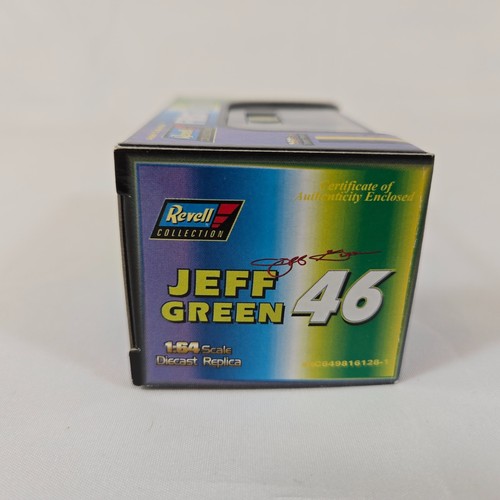 Certificate of
Authenticity Enclosed
Revell
COLLECTION
JEFF
GREEN
46
1:64 Scale
Diecast Replica